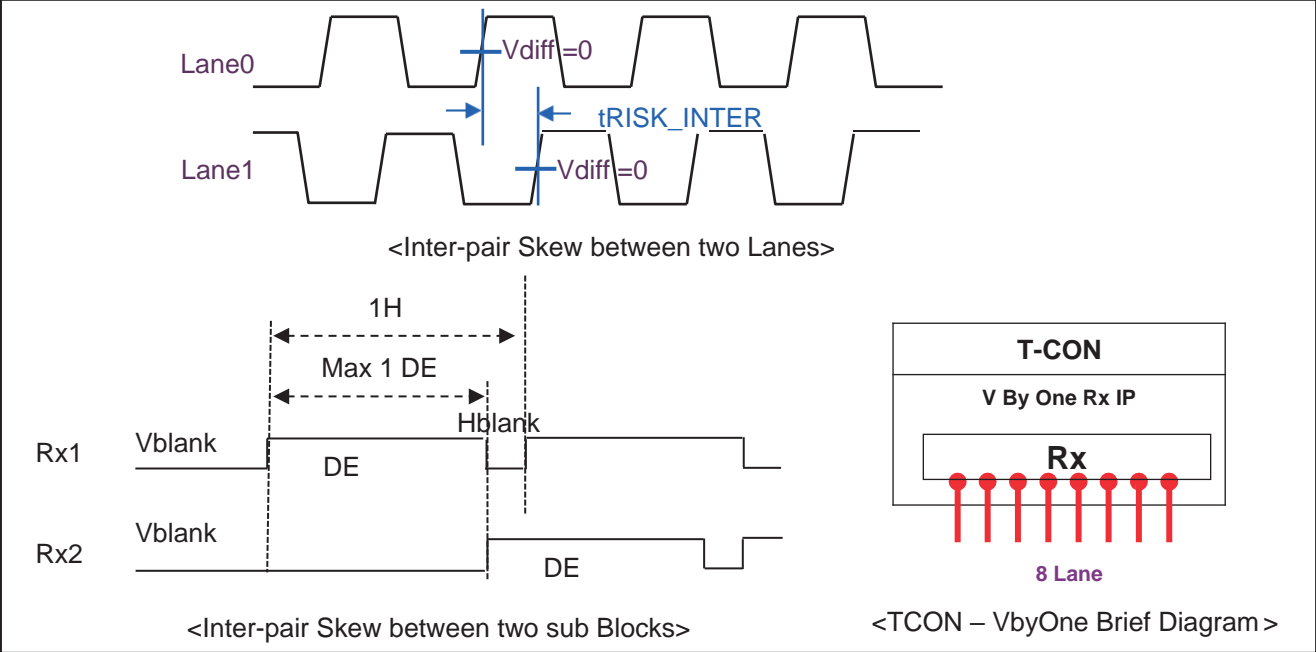 Lane0
Vdiff =0
tRISK_INTER
Lane1
Vdiff =0
<Inter-pair Skew between two Lanes>
1H
Max 1 DE
Hblank
Rx1
Vblank
DE
Rx2
Vblank
DE
<Inter-pair Skew between two sub Blocks>
T-CON
V By One Rx IP
Rx
8 Lane
<TCON – VbyOne Brief Diagram >